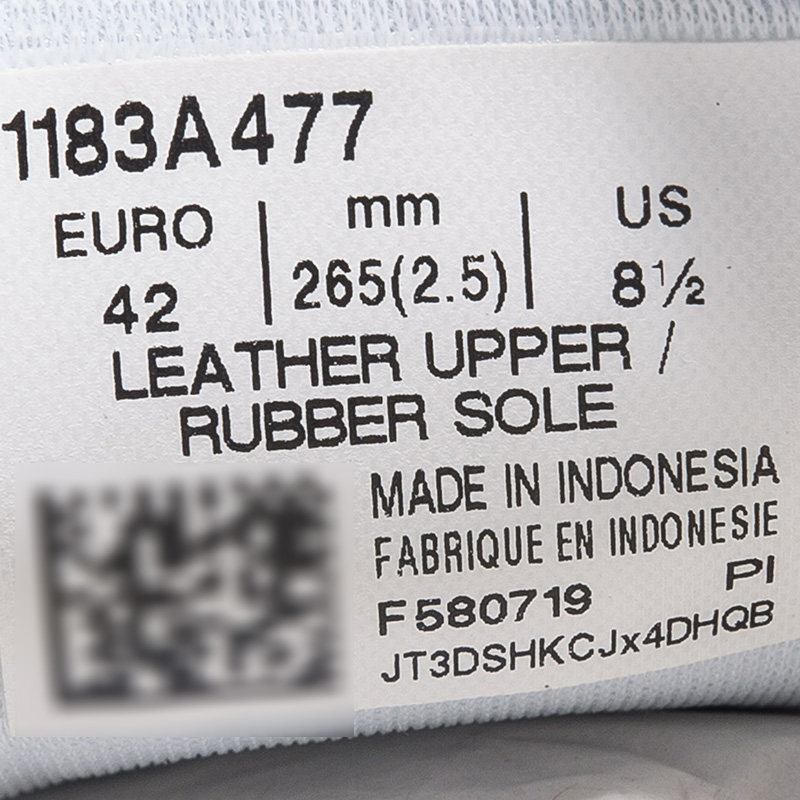 1183A477
EURO | mm | US
42 | 265(2.5) | 8½
LEATHER UPPER /
RUBBER SOLE
MADE IN INDONESIA
FABRIQUE EN INDONESIE
F580719 PI
JT3DSHKCJx4DHQB